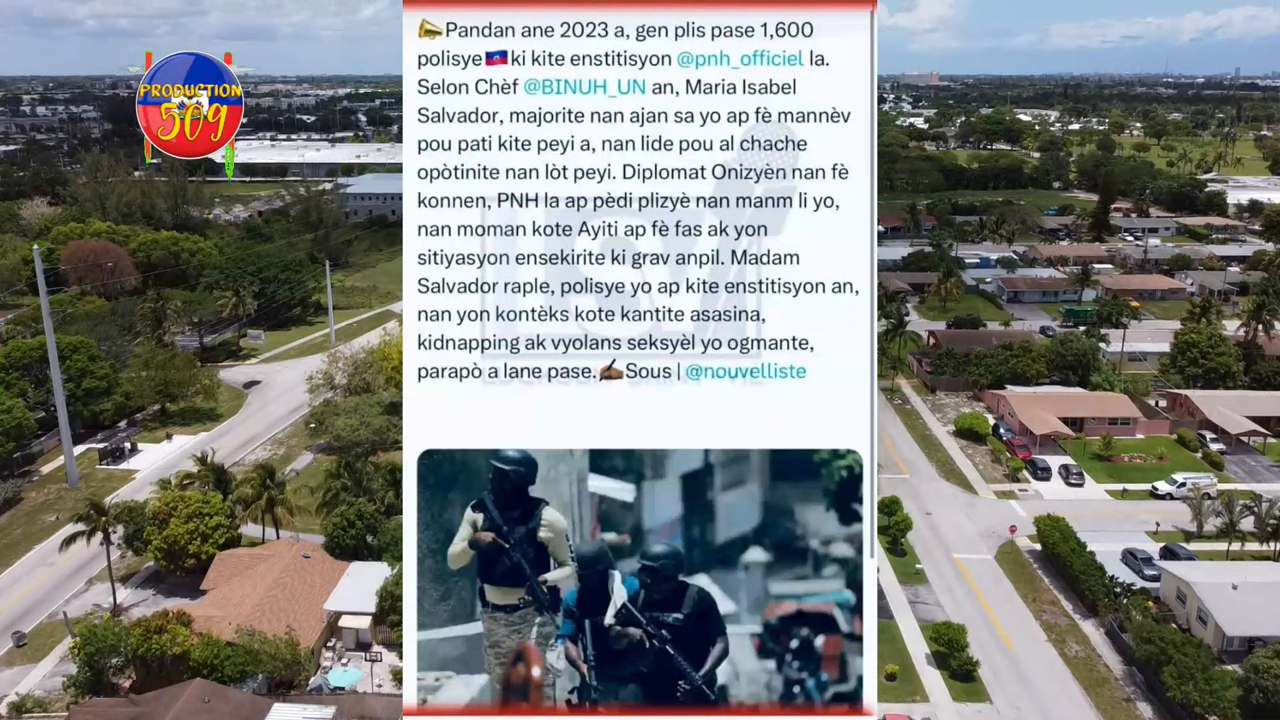 PRODUCTION
509
Pandan ane 2023 a, gen plis pase 1,600
polisye ki kite enstitisyon @pnh_officiel la.
Selon Chèf @BINUH_UN an, Maria Isabel
Salvador, majorite nan ajan sa yo ap fè mannèv
pou pati kite peyi a, nan lide pou al chache
opòtinite nan lòt peyi. Diplomat Onizyèn nan fè
konnen, PNH la ap pèdi plizyè nan manm li yo,
nan moman kote Ayiti ap fè fas ak yon
sitiyasyon ensekirite ki grav anpil. Madam
Salvador raple, polisye yo ap kite enstitisyon an,
nan yon kontèks kote kantite asasina,
kidnapping ak vyolans seksyèl yo ogmante,
parapò a lane pase. Sous | @nouvelliste